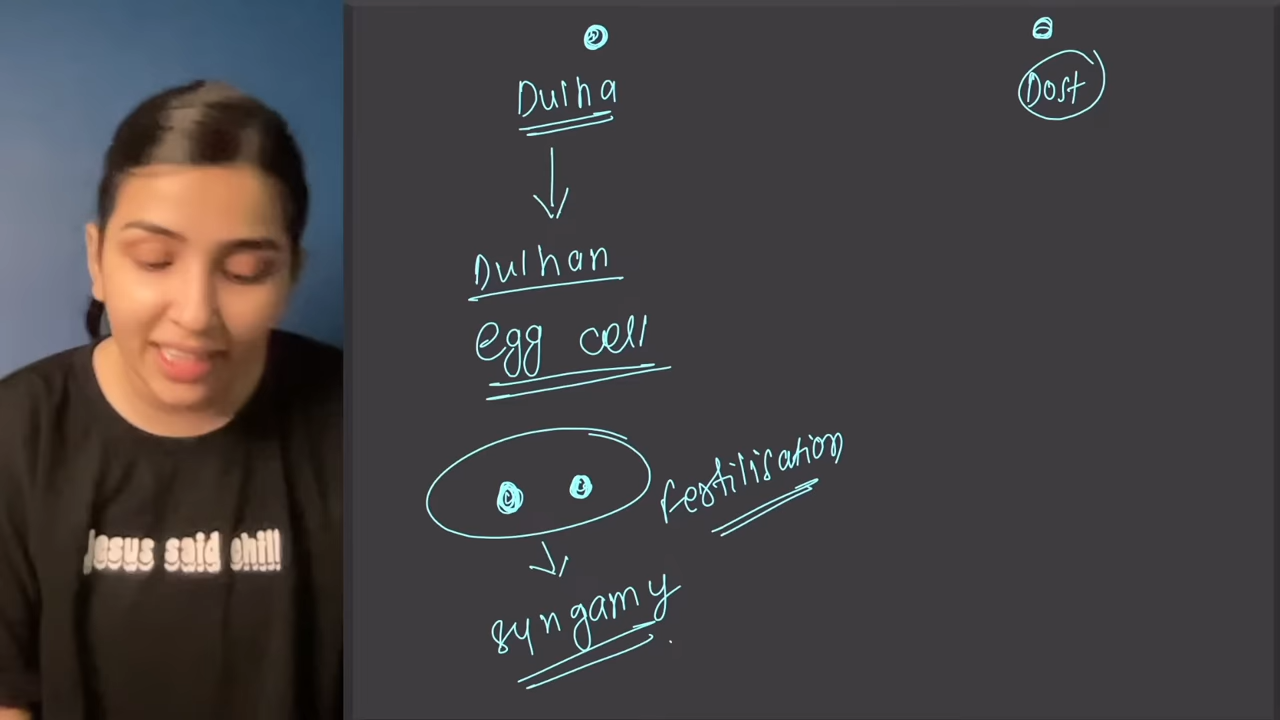 Jesus said chill
Dulha
Dost
Dulhan
egg cell
fertilisation
syngamy